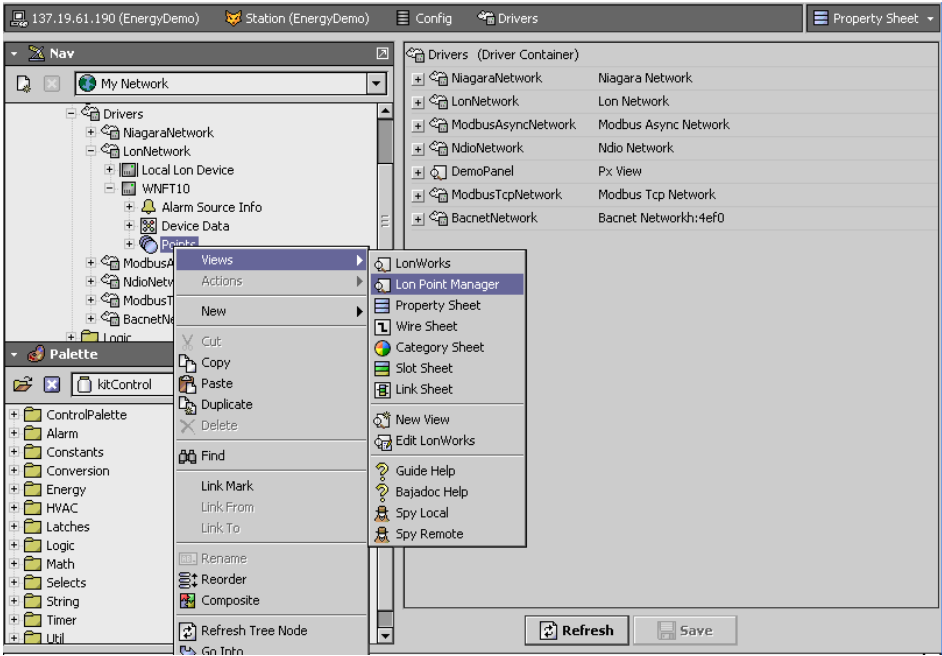 137.19.61.190 (EnergyDemo) Station (EnergyDemo) Config Drivers Property Sheet
Nav
My Network
Drivers
NiagaraNetwork
LonNetwork
Local Lon Device
WNFT10
Alarm Source Info
Device Data
Points
ModbusA
NdioNetw
ModbusT
BacnetNe
Logic
Palette
kitControl
ControlPalette
Alarm
Constants
Conversion
Energy
HVAC
Latches
Logic
Math
Selects
String
Timer
Util
Views
Actions
New
Cut
Copy
Paste
Duplicate
Delete
Find
Link Mark
Link From
Link To
Rename
Reorder
Composite
Refresh Tree Node
Go Into
LonWorks
Lon Point Manager
Property Sheet
Wire Sheet
Category Sheet
Slot Sheet
Link Sheet
New View
Edit LonWorks
Guide Help
Bajadoc Help
Spy Local
Spy Remote
Drivers (Driver Container)
NiagaraNetwork Niagara Network
LonNetwork Lon Network
ModbusAsyncNetwork Modbus Async Network
NdioNetwork Ndio Network
DemoPanel Px View
ModbusTcpNetwork Modbus Tcp Network
BacnetNetwork Bacnet Networkh:4ef0
Refresh Save